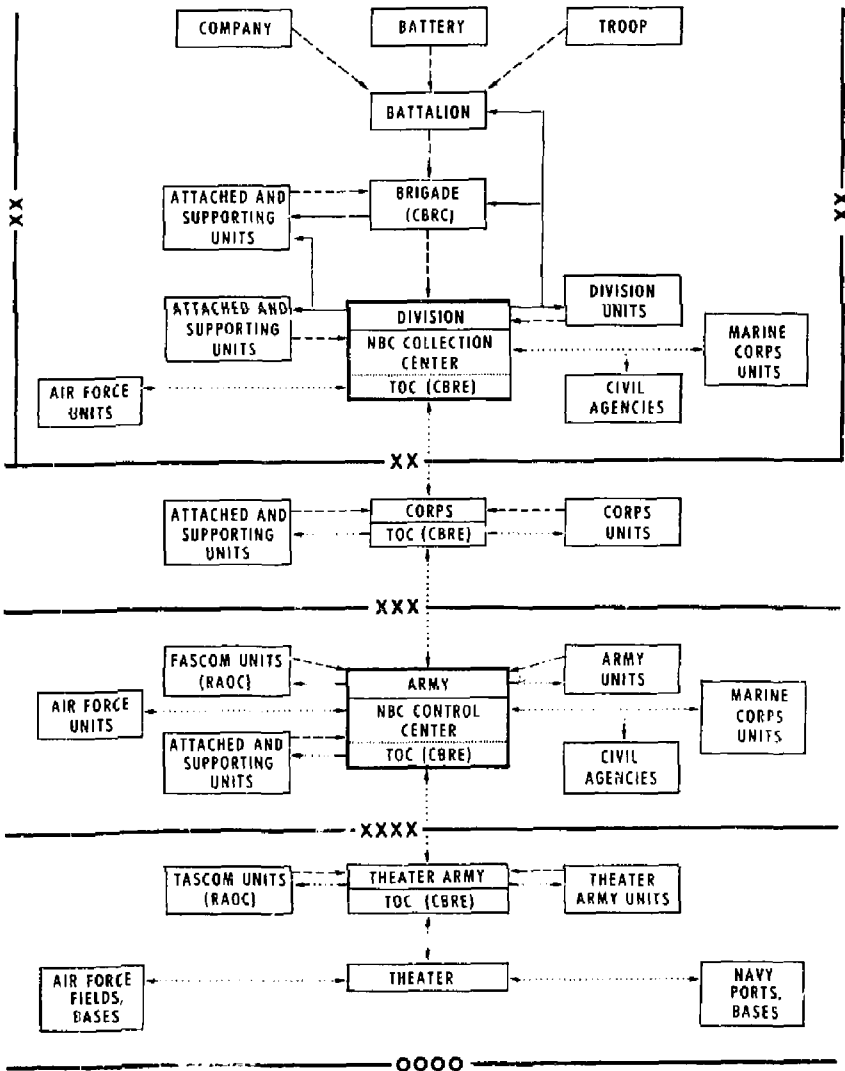 COMPANY
BATTERY
TROOP
BATTALION
XX
XX
ATTACHED AND
SUPPORTING
UNITS
BRIGADE
(CBRC)
ATTACHED AND
SUPPORTING
UNITS
DIVISION
NBC COLLECTION
CENTER
TOC (CBRE)
DIVISION
UNITS
MARINE
CORPS
UNITS
AIR FORCE
UNITS
CIVIL
AGENCIES
XX
ATTACHED AND
SUPPORTING
UNITS
CORPS
TOC (CBRE)
CORPS
UNITS
XXX
FASCOM UNITS
(RAOC)
ARMY
NBC CONTROL
CENTER
TOC (CBRE)
ARMY
UNITS
AIR FORCE
UNITS
MARINE
CORPS
UNITS
ATTACHED AND
SUPPORTING
UNITS
CIVIL
AGENCIES
XXXX
TASCOM UNITS
(RAOC)
THEATER ARMY
TOC (CBRE)
THEATER
ARMY UNITS
AIR FORCE
FIELDS,
BASES
THEATER
NAVY
PORTS,
BASES
OOOO